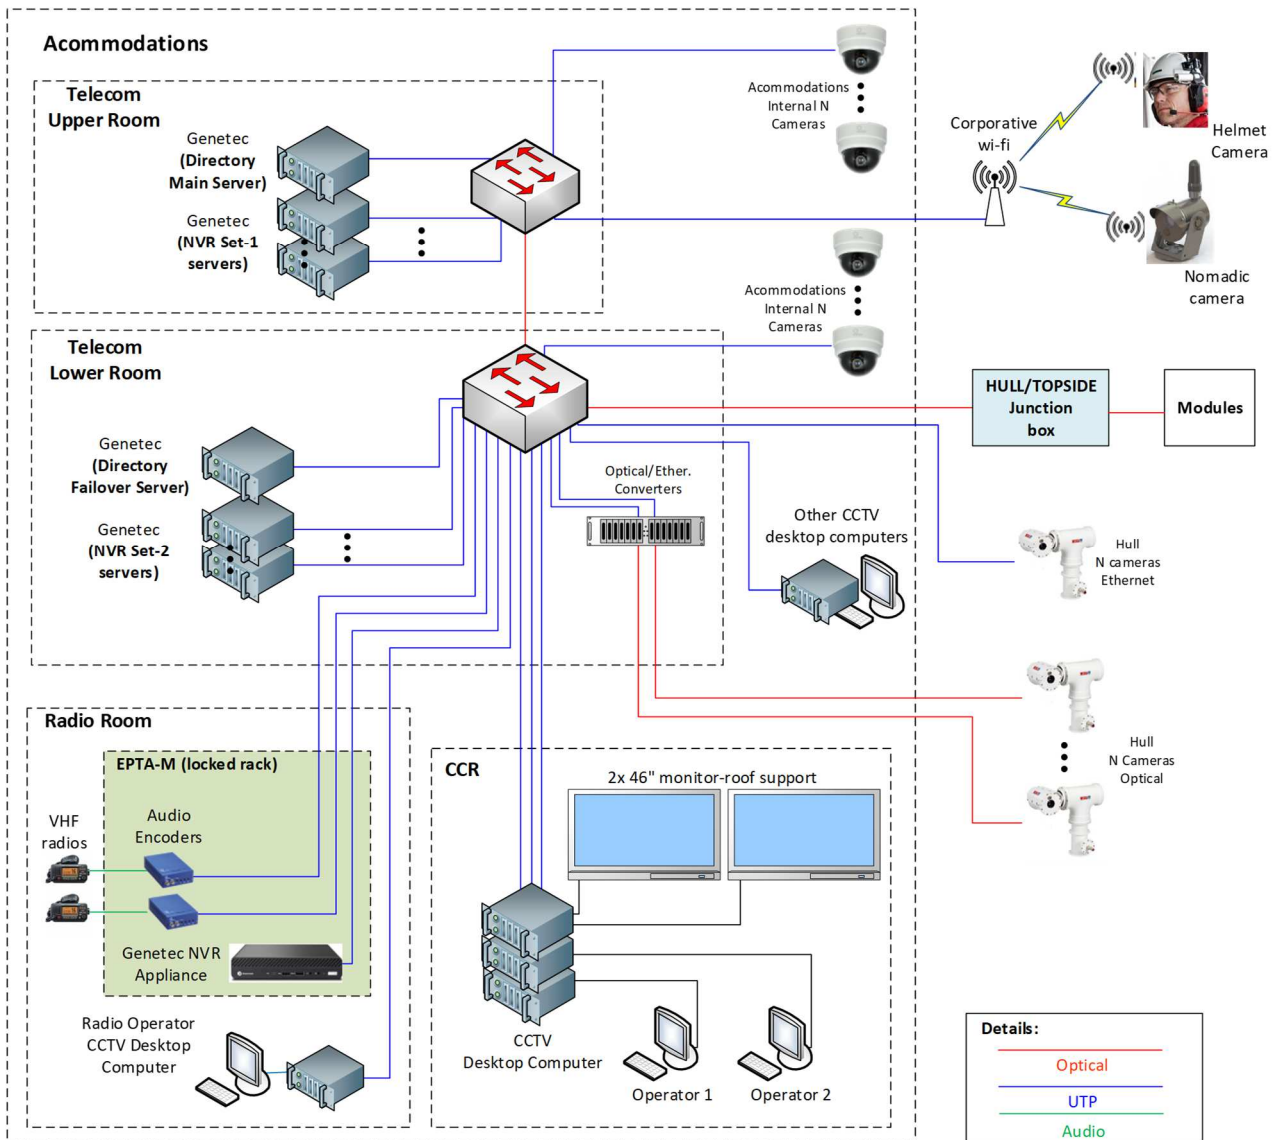 Acommodations
Telecom
Upper Room
Genetec
(Directory
Main Server)
Genetec
(NVR Set-1
servers)
Acommodations
Internal N
Cameras
Corporative
wi-fi
Helmet
Camera
Nomadic
camera
Acommodations
Internal N
Cameras
Telecom
Lower Room
Genetec
(Directory
Failover Server)
Genetec
(NVR Set-2
servers)
Optical/Ether.
Converters
Other CCTV
desktop computers
HULL/TOPSIDE
Junction
box
Modules
Hull
N cameras
Ethernet
Hull
N Cameras
Optical
Radio Room
EPTA-M (locked rack)
VHF
radios
Audio
Encoders
Genetec NVR
Appliance
Radio Operator
CCTV Desktop
Computer
CCR
2x 46" monitor-roof support
CCTV
Desktop Computer
Operator 1
Operator 2
Details:
Optical
UTP
Audio